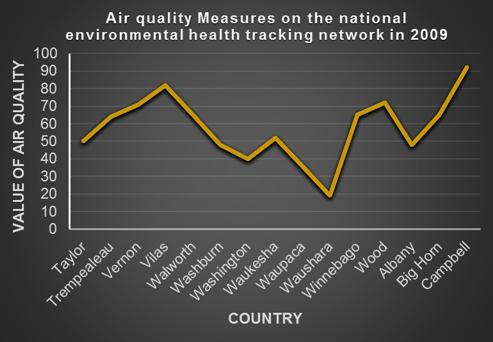 Air quality Measures on the national
environmental health tracking network in 2009
VALUE OF AIR QUALITY
100
90
80
70
60
50
40
30
20
10
0
Taylor
Trempealeau
Vernon
Vilas
Walworth
Washburn
Washington
Waukesha
Waupaca
Waushara
Winnebago
Wood
Albany
Big Horn
Campbell
COUNTRY